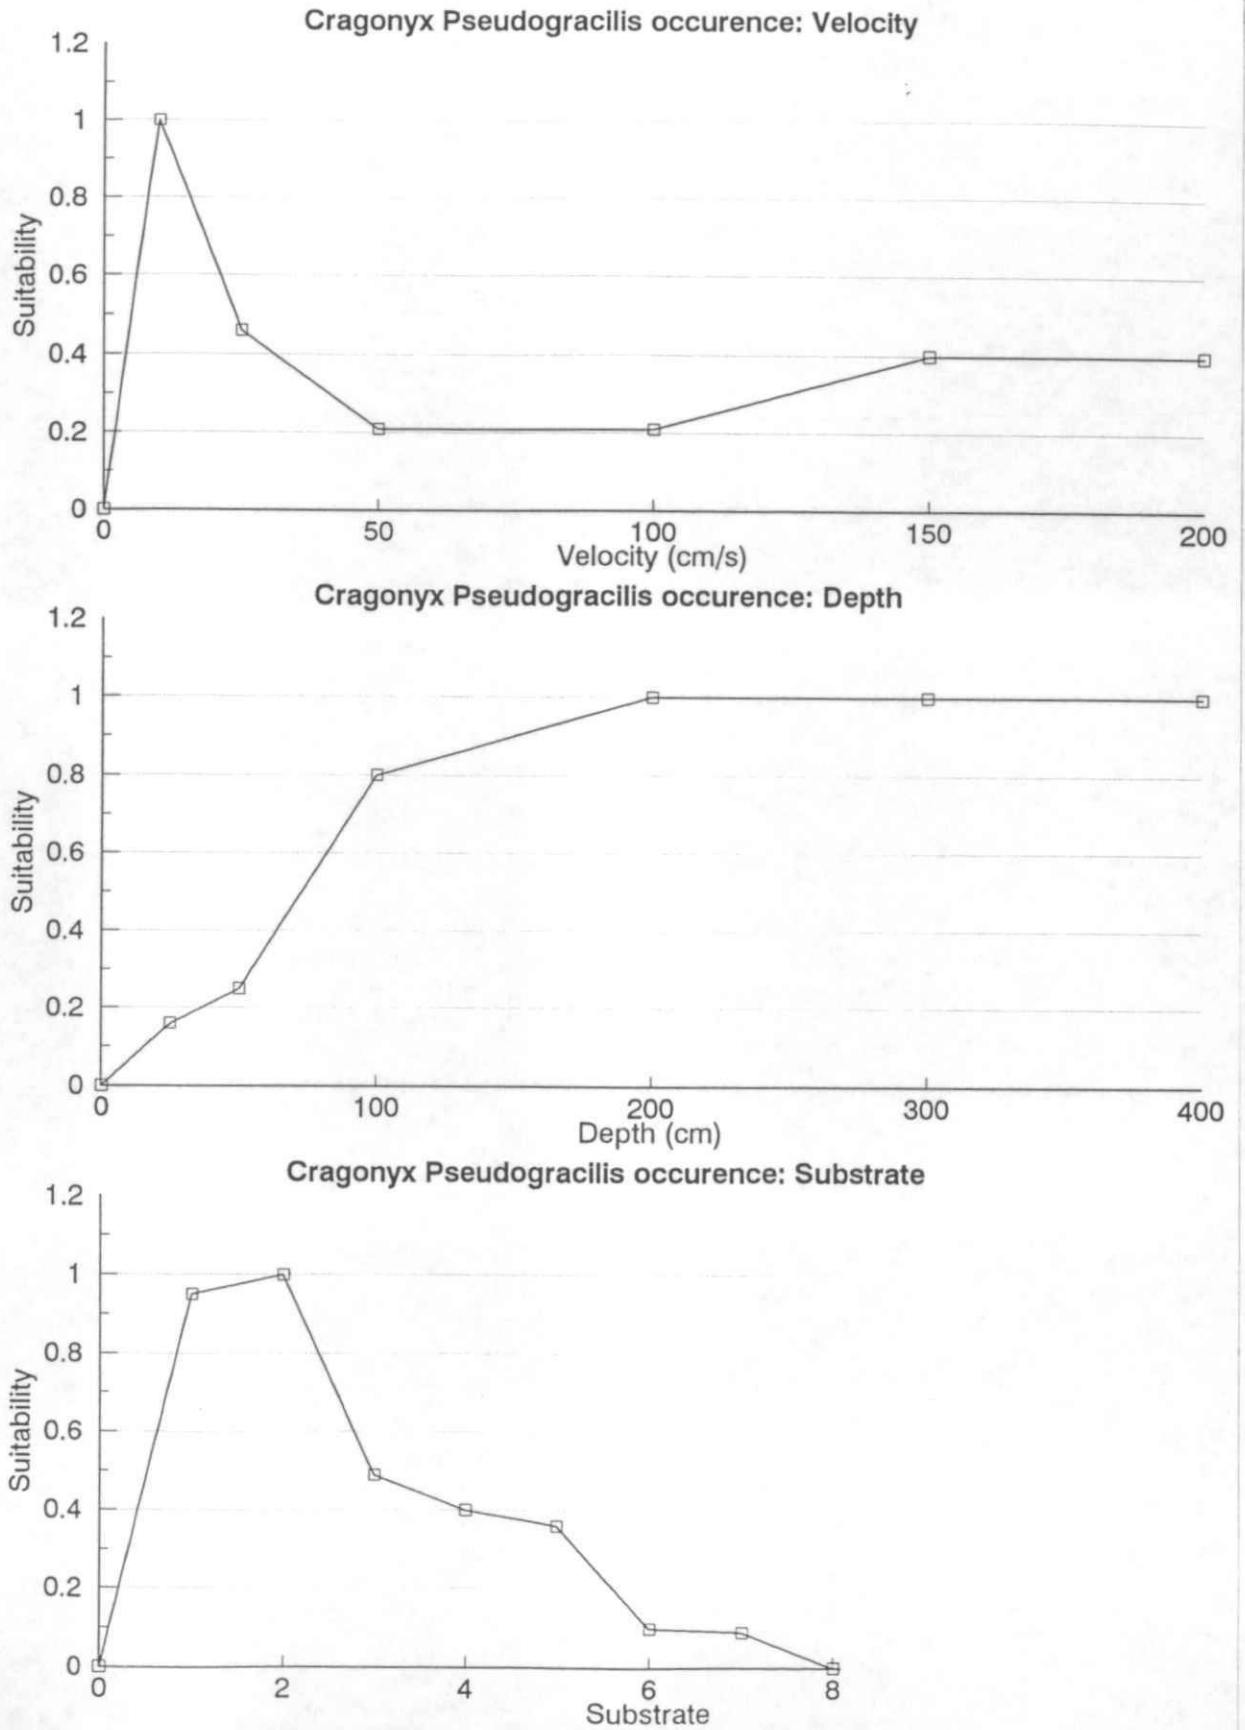 Cragonyx Pseudogracilis occurence: Velocity
1.2
1
0.8
0.6
0.4
0.2
0
Suitability
0 50 100 150 200
Velocity (cm/s)
Cragonyx Pseudogracilis occurence: Depth
1.2
1
0.8
0.6
0.4
0.2
0
Suitability
0 100 200 300 400
Depth (cm)
Cragonyx Pseudogracilis occurence: Substrate
1.2
1
0.8
0.6
0.4
0.2
0
Suitability
0 2 4 6 8
Substrate